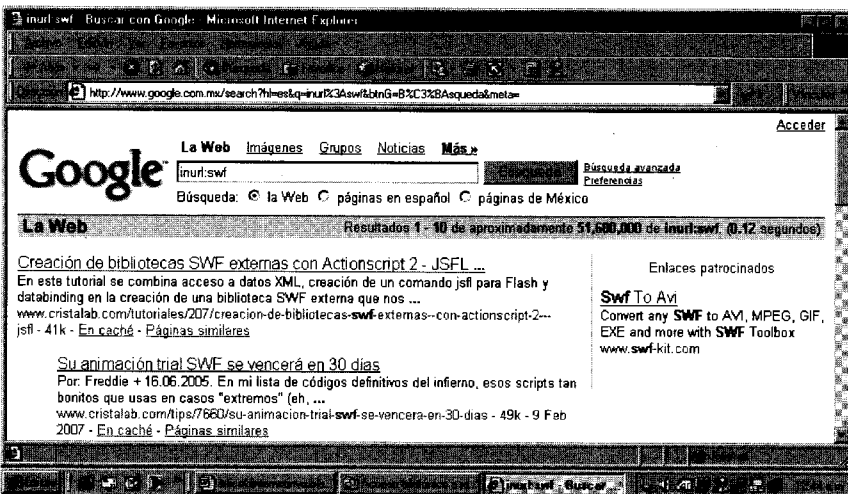 inurl:swf - Buscar con Google - Microsoft Internet Explorer
http://www.google.com.mx/search?hl=es&q=inurl%3Aswf&btnG=B%C3%BAsqueda&meta=
Acceder
La Web Imágenes Grupos Noticias Más »
Google
inurl:swf
Búsqueda
Búsqueda avanzada
Preferencias
Búsqueda: la Web páginas en español páginas de México
La Web
Resultados 1 - 10 de aproximadamente 51,600,000 de inurl:swf. (0.12 segundos)
Creación de bibliotecas SWF externas con Actionscript 2 - JSFL ...
En este tutorial se combina acceso a datos XML, creación de un comando jsfl para Flash y
databinding en la creación de una biblioteca SWF externa que nos ...
www.cristalab.com/tutoriales/207/creacion-de-bibliotecas-swf-externas--con-actionscript-2---
jsfl - 41k - En caché - Páginas similares
Su animación trial SWF se vencerá en 30 días
Por: Freddie + 16.06.2005. En mi lista de códigos definitivos del infierno, esos scripts tan
bonitos que usas en casos "extremos" (eh, ...
www.cristalab.com/tips/7660/su-animacion-trial-swf-se-vencera-en-30-dias - 49k - 9 Feb
2007 - En caché - Páginas similares
Enlaces patrocinados
Swf To Avi
Convert any SWF to AVI, MPEG, GIF,
EXE and more with SWF Toolbox
www.swf-kit.com
inurl:swf - Buscar ...